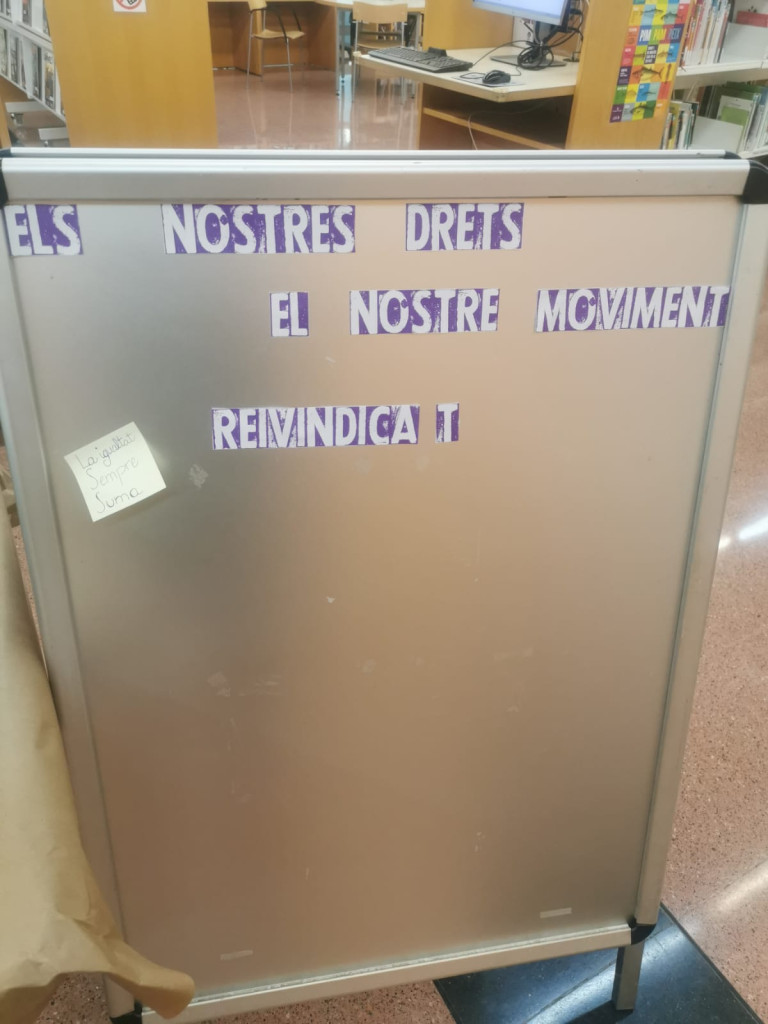 ELS NOSTRES DRETS
EL NOSTRE MOVIMENT
REIVINDICA T
La igualtat
Sempre
Suma